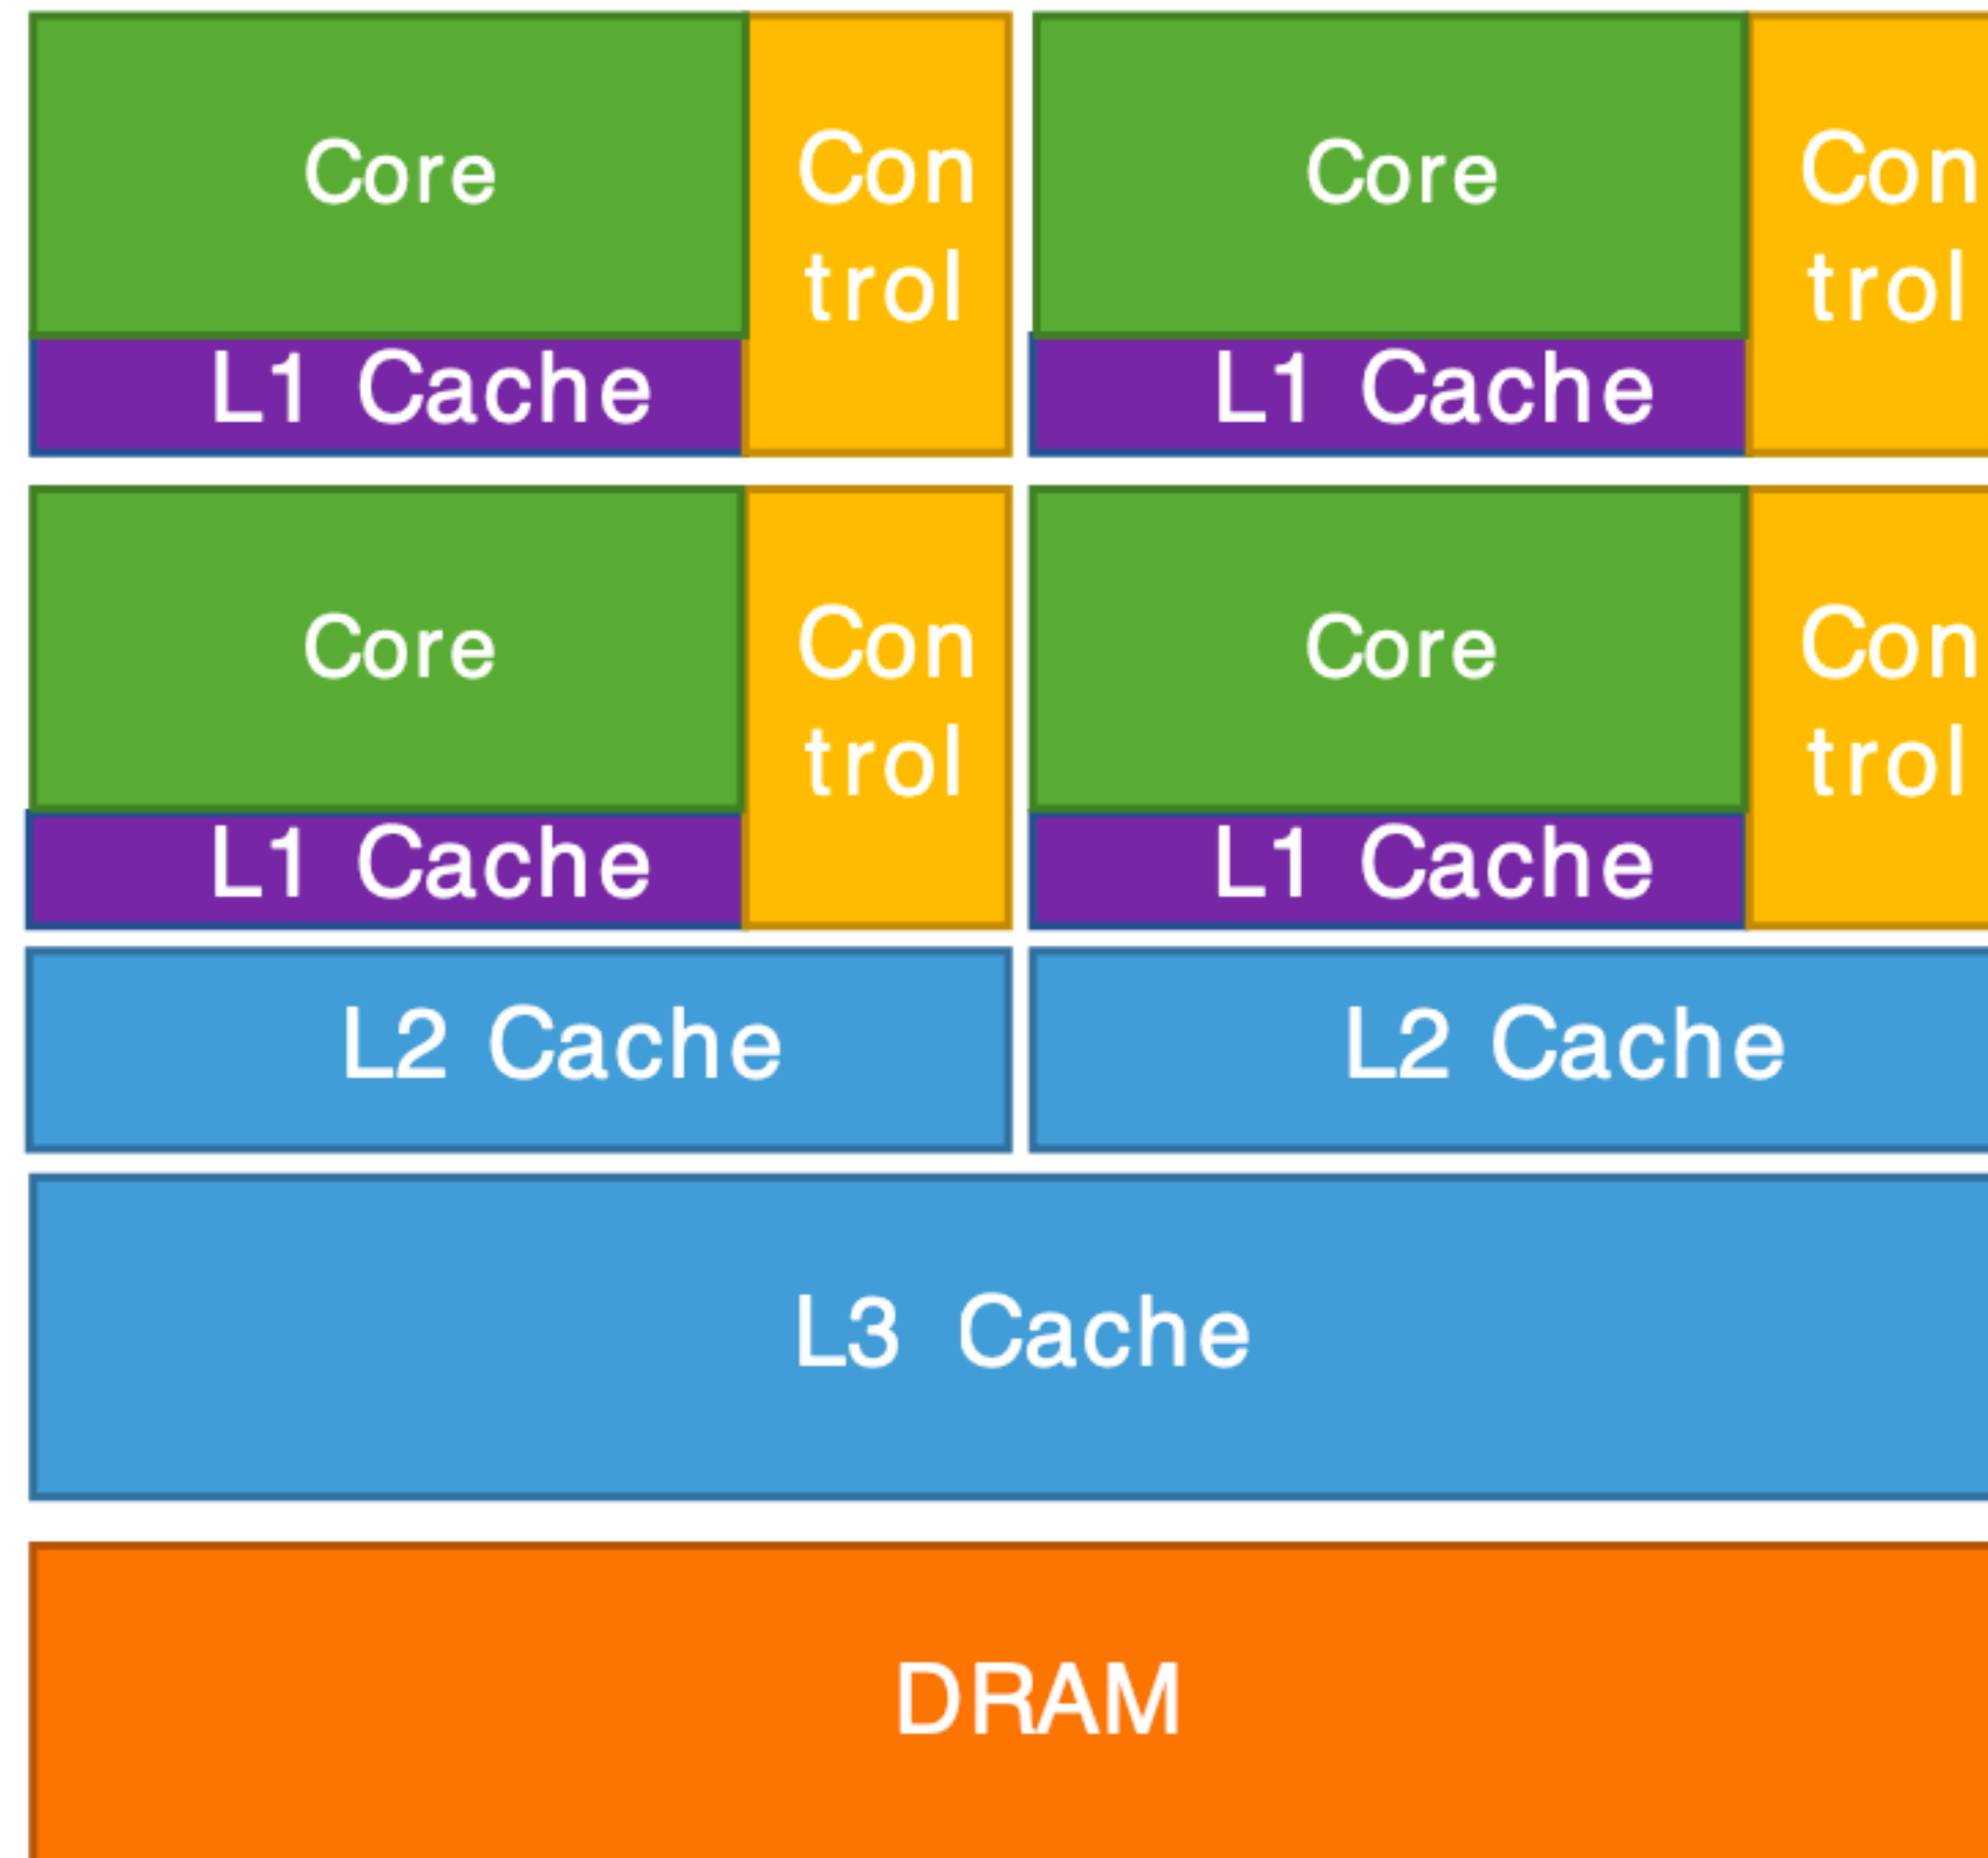 Core
Con
trol
L1 Cache
Core
Con
trol
L1 Cache
Core
Con
trol
L1 Cache
Core
Con
trol
L1 Cache
L2 Cache
L2 Cache
L3 Cache
DRAM